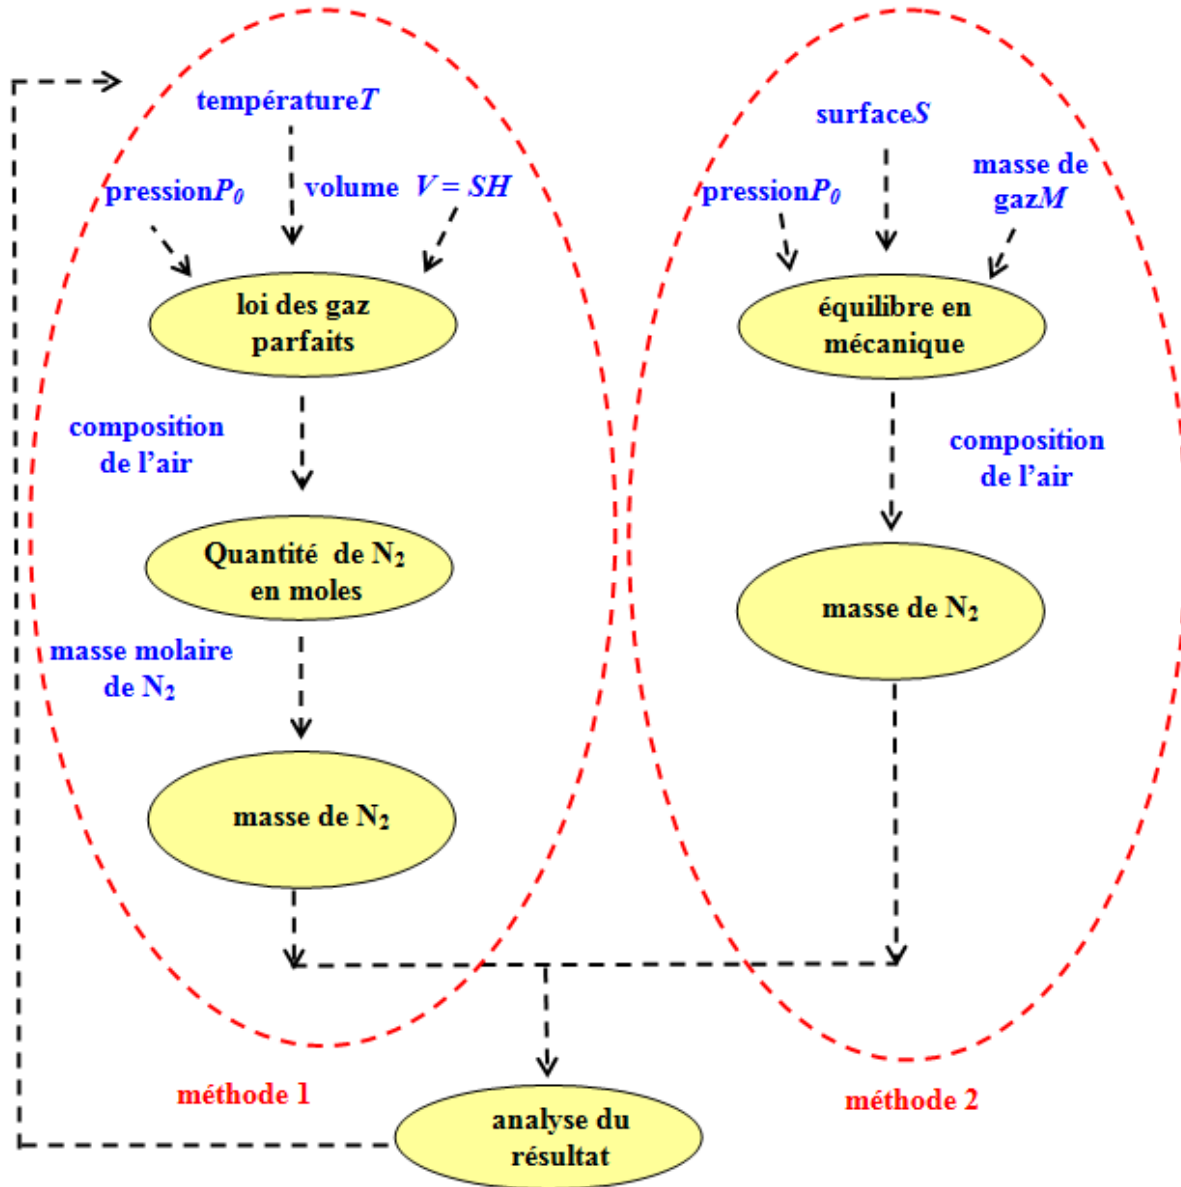 températureT
pressionP₀
volume V = SH
loi des gaz
parfaits
composition
de l’air
Quantité de N₂
en moles
masse molaire
de N₂
masse de N₂
méthode 1
surfaceS
pressionP₀
masse de
gazM
équilibre en
mécanique
composition
de l’air
masse de N₂
méthode 2
analyse du
résultat